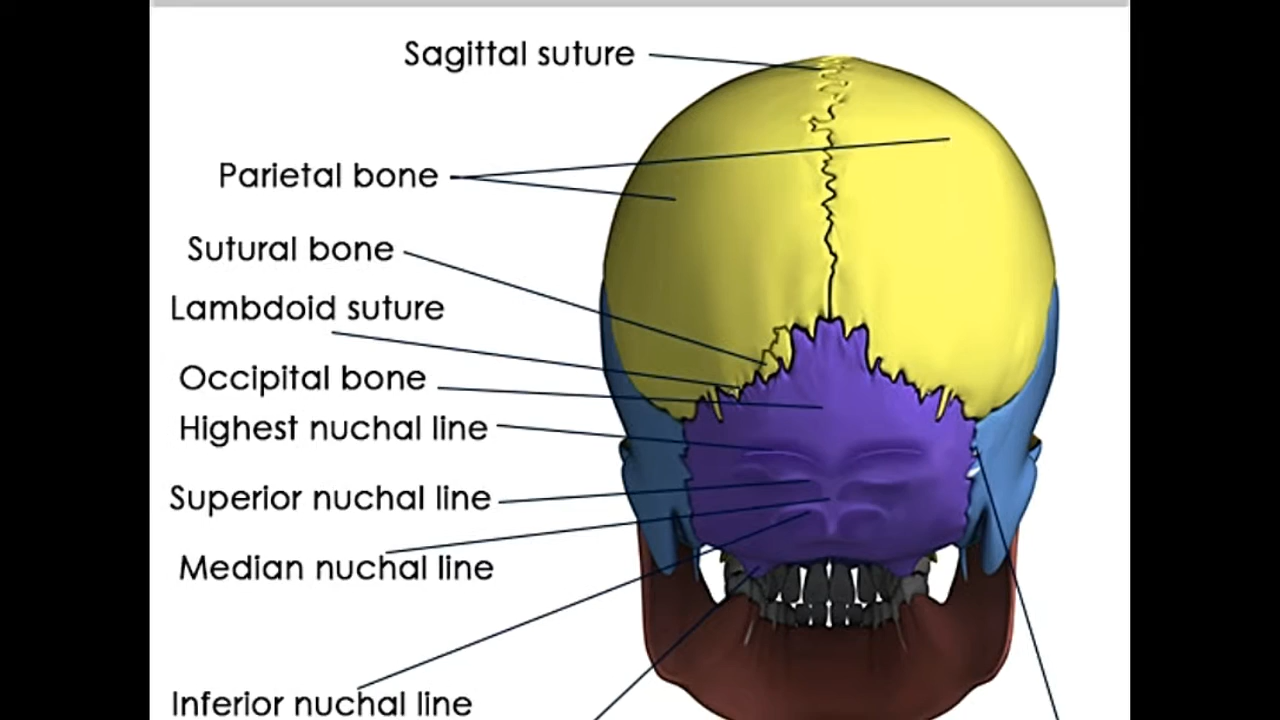 Sagittal suture
Parietal bone
Sutural bone
Lambdoid suture
Occipital bone
Highest nuchal line
Superior nuchal line
Median nuchal line
Inferior nuchal line